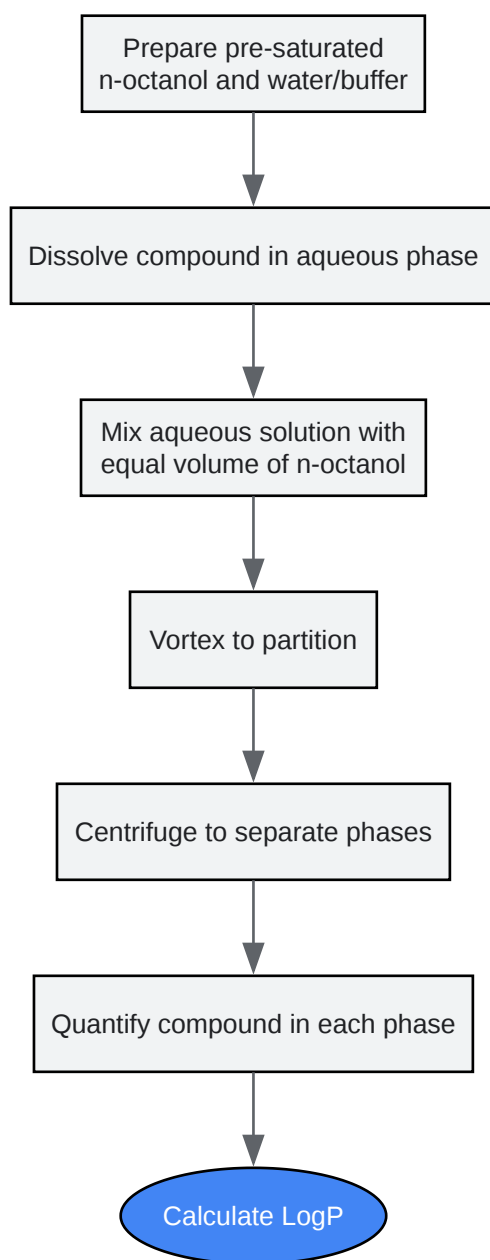 Prepare pre-saturated
n-octanol and water/buffer
Dissolve compound in aqueous phase
Mix aqueous solution with
equal volume of n-octanol
Vortex to partition
Centrifuge to separate phases
Quantify compound in each phase
Calculate LogP